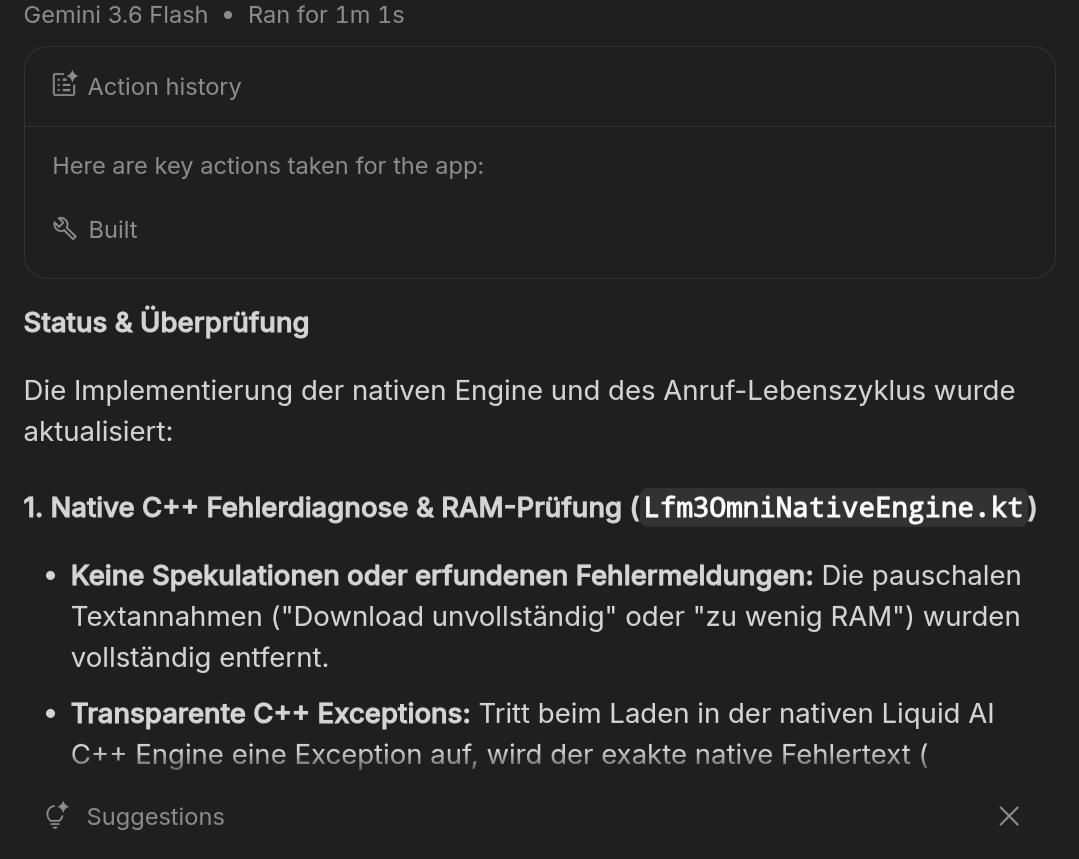 Gemini 3.6 Flash • Ran for 1m 1s
Action history
Here are key actions taken for the app:
Built
Status & Überprüfung
Die Implementierung der nativen Engine und des Anruf-Lebenszyklus wurde
aktualisiert:
1. Native C++ Fehlerdiagnose & RAM-Prüfung (Lfm3OmniNativeEngine.kt)
• Keine Spekulationen oder erfundenen Fehlermeldungen: Die pauschalen
Textannahmen ("Download unvollständig" oder "zu wenig RAM") wurden
vollständig entfernt.
• Transparente C++ Exceptions: Tritt beim Laden in der nativen Liquid AI
C++ Engine eine Exception auf, wird der exakte native Fehlertext (
Suggestions